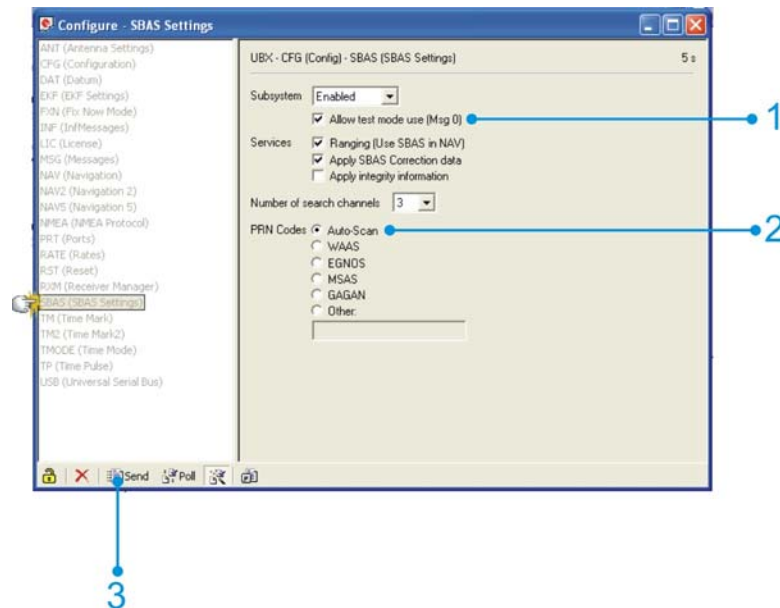 Configure - SBAS Settings
ANT (Antenna Settings)
CFG (Configuration)
DAT (Datum)
EKF (EKF Settings)
FXN (Fix Now Mode)
INF (InfMessages)
LIC (License)
MSG (Messages)
NAV (Navigation)
NAV2 (Navigation 2)
NAV5 (Navigation 5)
NMEA (NMEA Protocol)
PRT (Ports)
RATE (Rates)
RST (Reset)
RXM (Receiver Manager)
SBAS (SBAS Settings)
TM (Time Mark)
TM2 (Time Mark2)
TMODE (Time Mode)
TP (Time Pulse)
USB (Universal Serial Bus)
UBX - CFG (Config) - SBAS (SBAS Settings) 5 s
Subsystem Enabled
Allow test mode use (Msg 0) 1
Services Ranging (Use SBAS in NAV)
Apply SBAS Correction data
Apply integrity information
Number of search channels 3
PRN Codes Auto-Scan 2
WAAS
EGNOS
MSAS
GAGAN
Other:
Send Poll
3